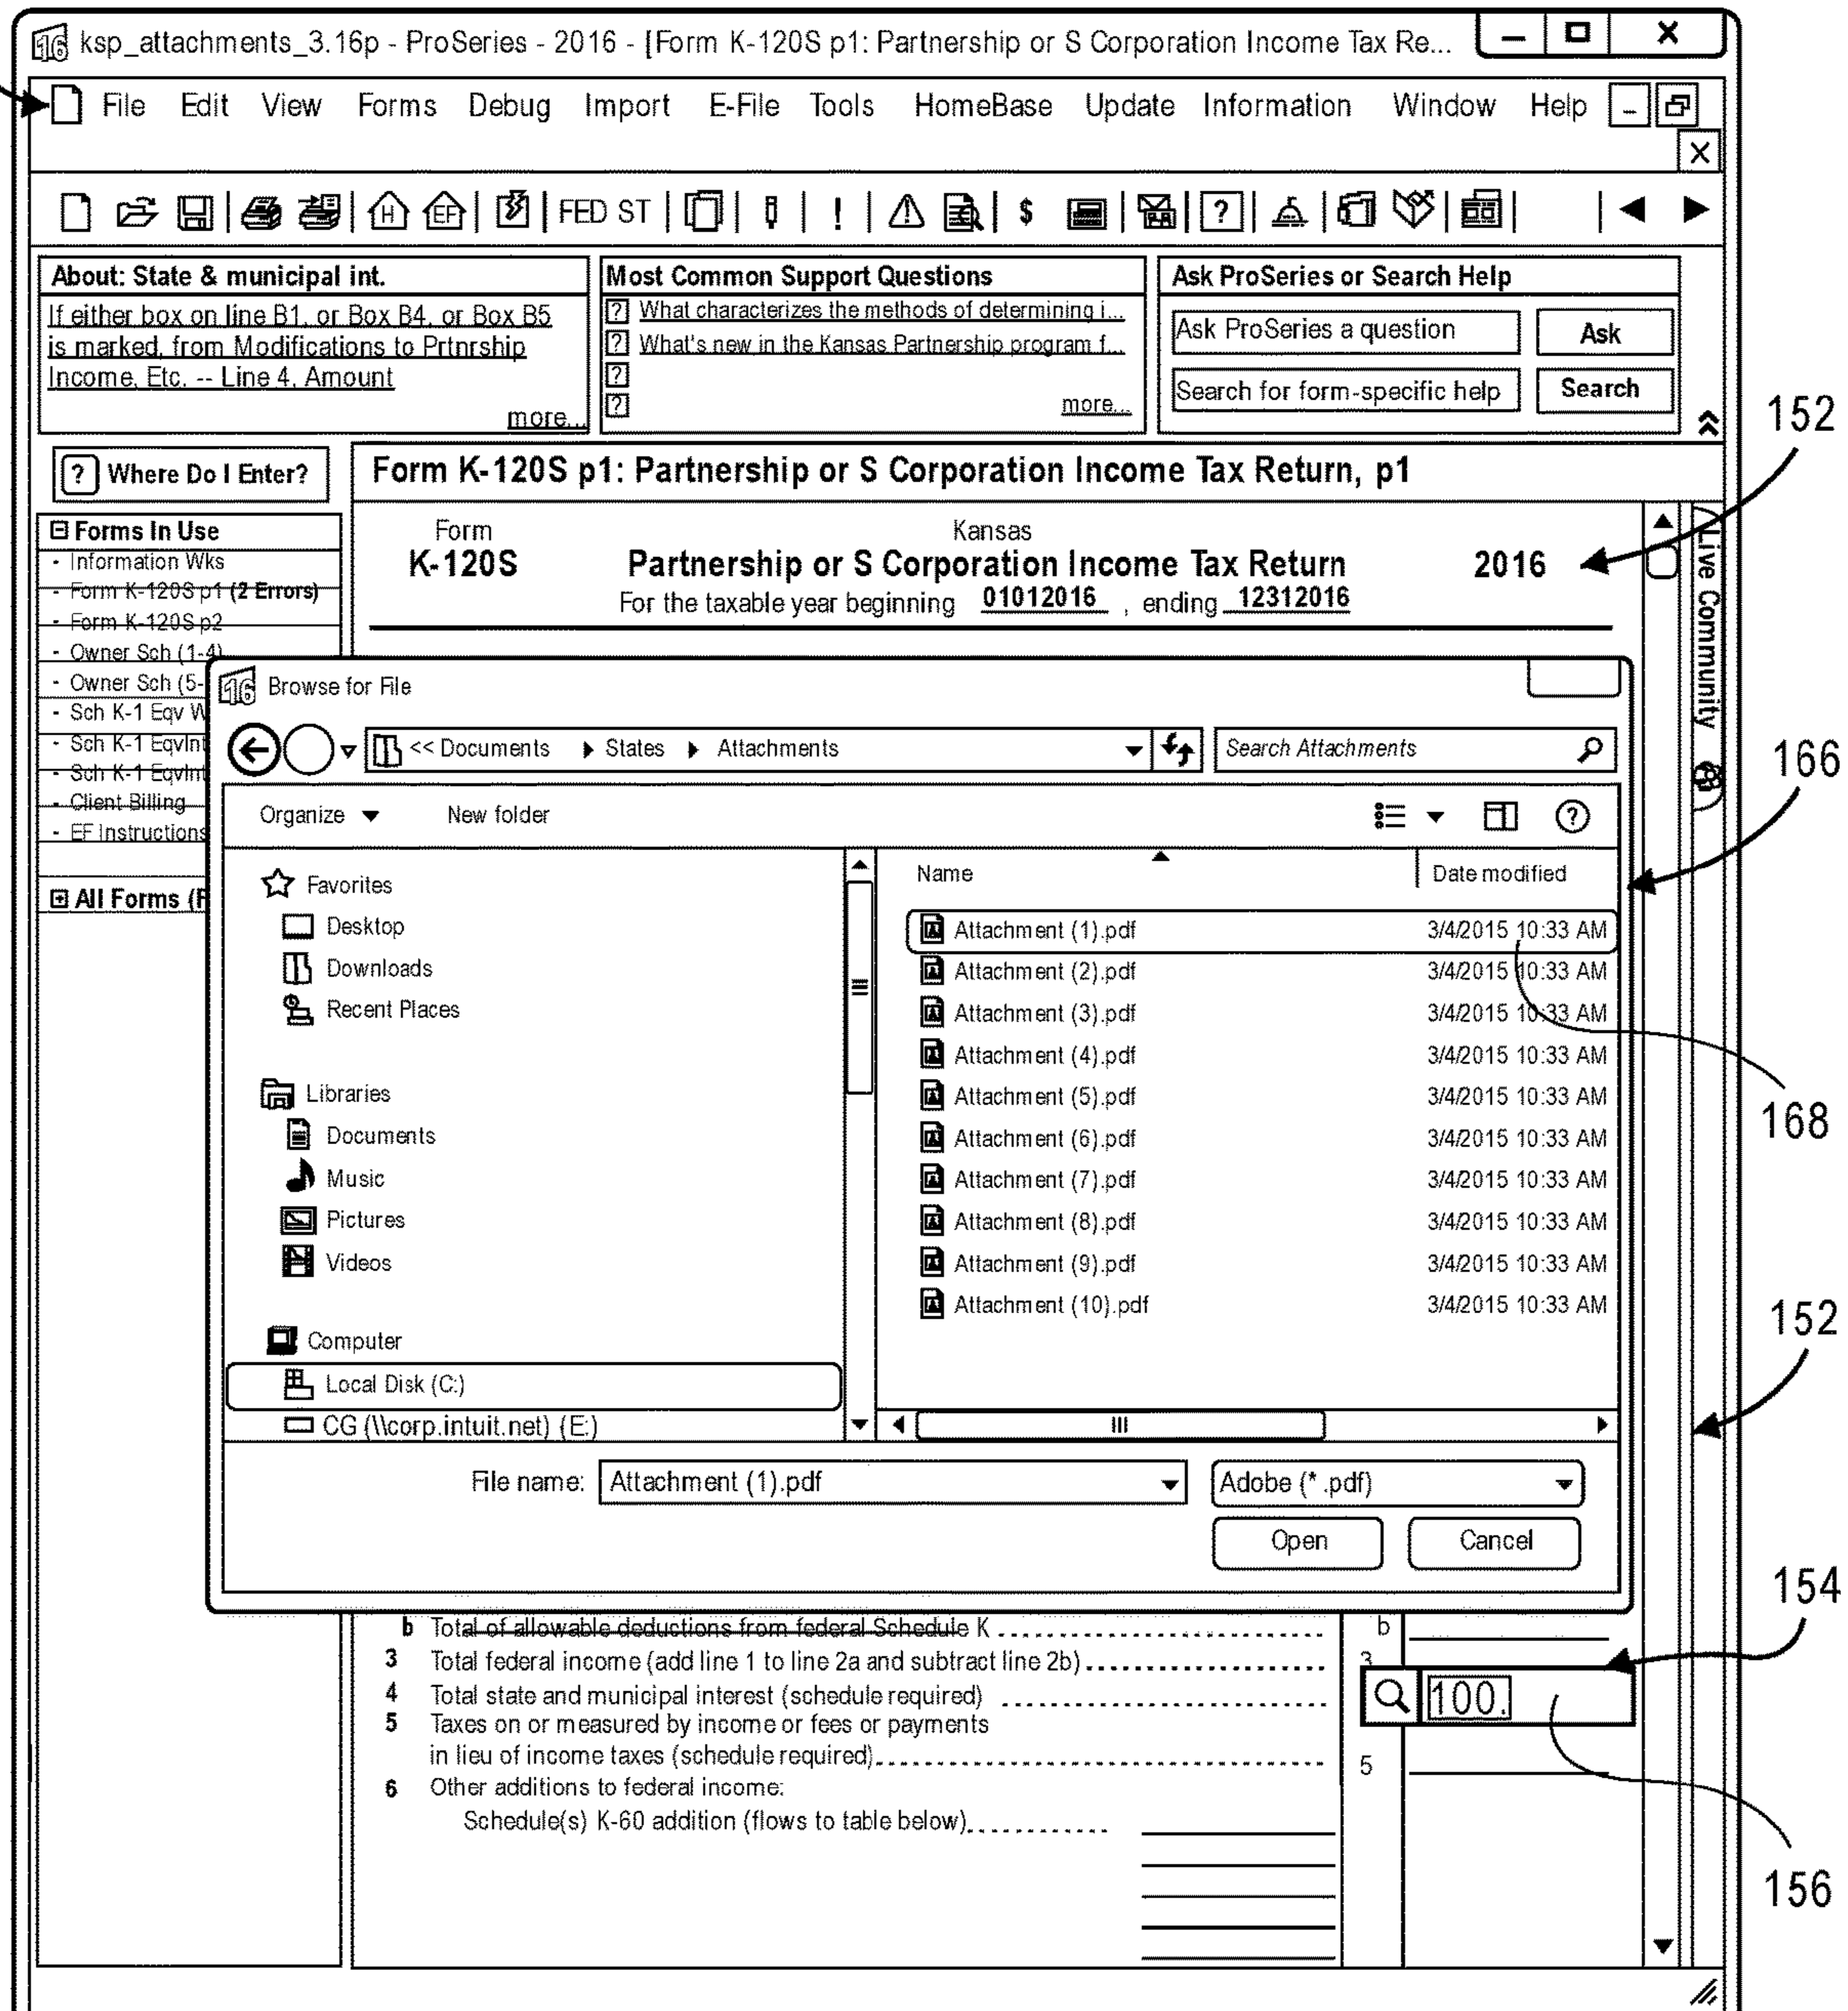 16 ksp_attachments_3.16p - ProSeries - 2016 - [Form K-120S p1: Partnership or S Corporation Income Tax Re...
File Edit View Forms Debug Import E-File Tools HomeBase Update Information Window Help
H EF FED ST ! $ ?
About: State & municipal int.
If either box on line B1, or Box B4, or Box B5
is marked, from Modifications to Prtnrship
Income, Etc. -- Line 4, Amount
more...
Most Common Support Questions
? What characterizes the methods of determining i...
? What's new in the Kansas Partnership program f...
?
? more...
Ask ProSeries or Search Help
Ask ProSeries a question Ask
Search for form-specific help Search
152
? Where Do I Enter?
Form K-120S p1: Partnership or S Corporation Income Tax Return, p1
Forms In Use
- Information Wks
- Form K-120S p1 (2 Errors)
- Form K-120S p2
- Owner Sch (1-4)
- Owner Sch (5-
- Sch K-1 Eqv W
- Sch K-1 EqvInt
- Sch K-1 EqvInt
- Client Billing
- EF Instructions
All Forms (F
Form Kansas
K-120S Partnership or S Corporation Income Tax Return 2016
For the taxable year beginning 01012016 , ending 12312016
Live Community
16 Browse for File
<< Documents States Attachments Search Attachments
166
Organize New folder ?
Favorites
Desktop
Downloads
Recent Places
Libraries
Documents
Music
Pictures
Videos
Computer
Local Disk (C:)
CG (\\corp.intuit.net) (E:)
Name Date modified
Attachment (1).pdf 3/4/2015 10:33 AM
Attachment (2).pdf 3/4/2015 10:33 AM
Attachment (3).pdf 3/4/2015 10:33 AM
Attachment (4).pdf 3/4/2015 10:33 AM
Attachment (5).pdf 3/4/2015 10:33 AM
Attachment (6).pdf 3/4/2015 10:33 AM
Attachment (7).pdf 3/4/2015 10:33 AM
Attachment (8).pdf 3/4/2015 10:33 AM
Attachment (9).pdf 3/4/2015 10:33 AM
Attachment (10).pdf 3/4/2015 10:33 AM
168
152
File name: Attachment (1).pdf Adobe (*.pdf)
Open Cancel
154
b Total of allowable deductions from federal Schedule K b
3 Total federal income (add line 1 to line 2a and subtract line 2b) 3
4 Total state and municipal interest (schedule required) 100.
5 Taxes on or measured by income or fees or payments
in lieu of income taxes (schedule required) 5
6 Other additions to federal income:
Schedule(s) K-60 addition (flows to table below)
156